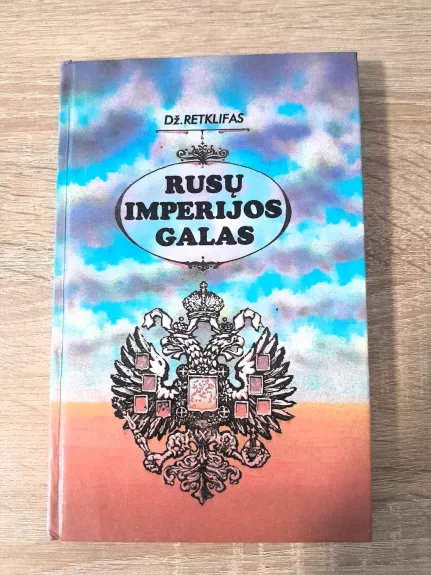 Dž. RETKLIFAS
RUSŲ
IMPERIJOS
GALAS